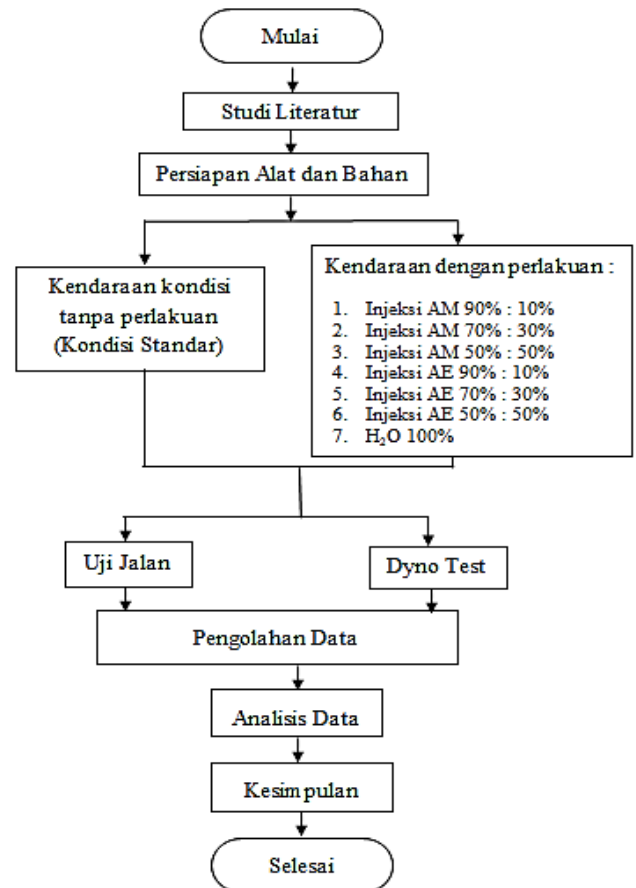 Mulai
Studi Literatur
Persiapan Alat dan Bahan
Kendaraan kondisi
tanpa perlakuan
(Kondisi Standar)
Kendaraan dengan perlakuan :
1. Injeksi AM 90% : 10%
2. Injeksi AM 70% : 30%
3. Injeksi AM 50% : 50%
4. Injeksi AE 90% : 10%
5. Injeksi AE 70% : 30%
6. Injeksi AE 50% : 50%
7. H₂O 100%
Uji Jalan
Dyno Test
Pengolahan Data
Analisis Data
Kesimpulan
Selesai